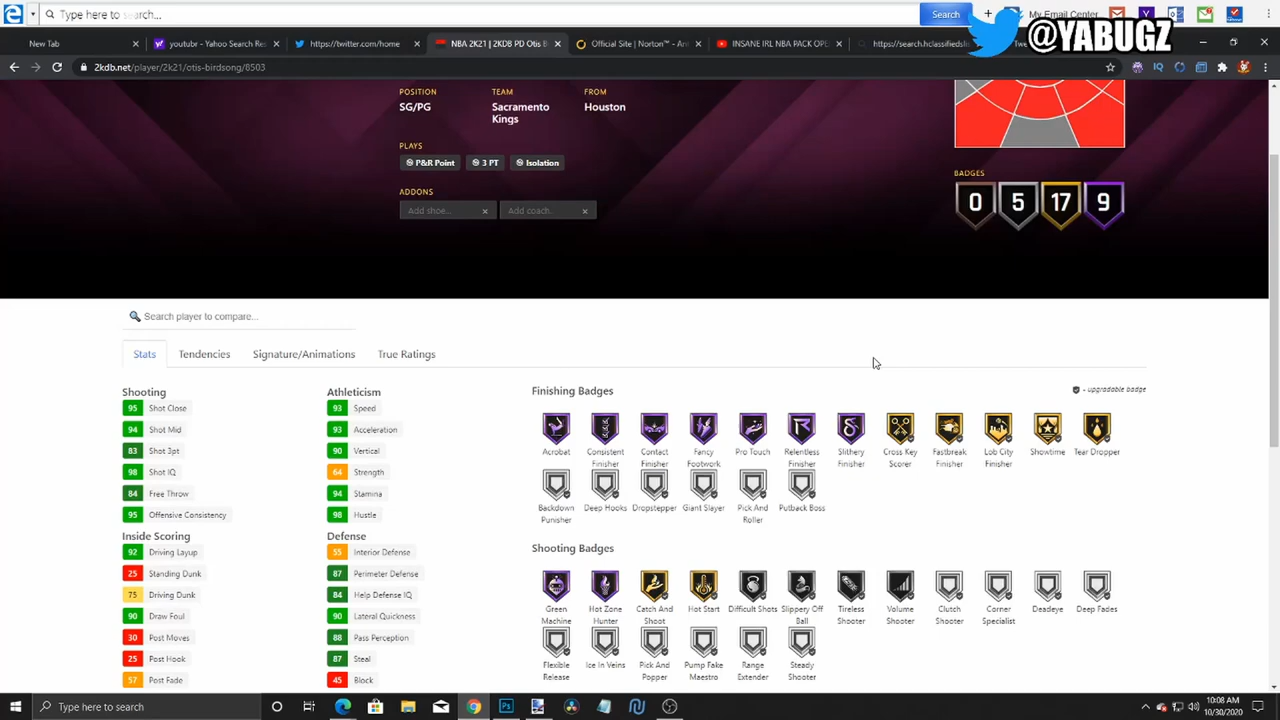 Type here to search
Search
My Email Center
@YABUGZ
New Tab
youtubr - Yahoo Search Re
https://twitter.com/home
NBA 2K21 | 2KDB PD Otis B
Official Site | Norton™ - An
INSANE IRL NBA PACK OPE
https://search.hclassifieds
2kdb.net/player/2k21/otis-birdsong/8503
POSITION TEAM FROM
SG/PG Sacramento Kings Houston
PLAYS
P&R Point 3 PT Isolation
ADDONS
Add shoe... × Add coach. ×
BADGES
0 5 17 9
Search player to compare...
Stats Tendencies Signature/Animations True Ratings
Shooting
95 Shot Close
94 Shot Mid
83 Shot 3pt
98 Shot IQ
84 Free Throw
95 Offensive Consistency
Inside Scoring
92 Driving Layup
25 Standing Dunk
75 Driving Dunk
90 Draw Foul
30 Post Moves
25 Post Hook
57 Post Fade
Athleticism
93 Speed
93 Acceleration
90 Vertical
64 Strength
94 Stamina
98 Hustle
Defense
55 Interior Defense
87 Perimeter Defense
84 Help Defense IQ
90 Lateral Quickness
88 Pass Perception
87 Steal
45 Block
Finishing Badges
- upgradable badge
Acrobat Consistent Finisher Contact Finisher Fancy Footwork Pro Touch Relentless Finisher Slithery Finisher Cross Key Scorer Fastbreak Finisher Lob City Finisher Showtime Tear Dropper
Backdown Punisher Deep Hooks Dropstepper Giant Slayer Pick And Roller Putback Boss
Shooting Badges
Green Machine Hot Zone Hunter Catch And Shoot Hot Start Difficult Shots Slippery Off Ball Tireless Shooter Volume Shooter Clutch Shooter Corner Specialist Deadeye Deep Fades
Flexible Release Ice In Veins Pick And Popper Pump Fake Maestro Range Extender Steady Shooter
Type here to search
10:08 AM
10/30/2020